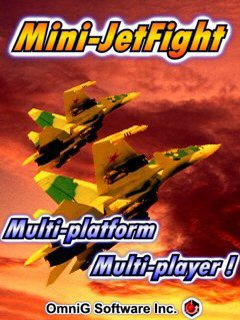 Mini-JetFight
Multi-platform
Multi-player !
OmniG Software Inc.